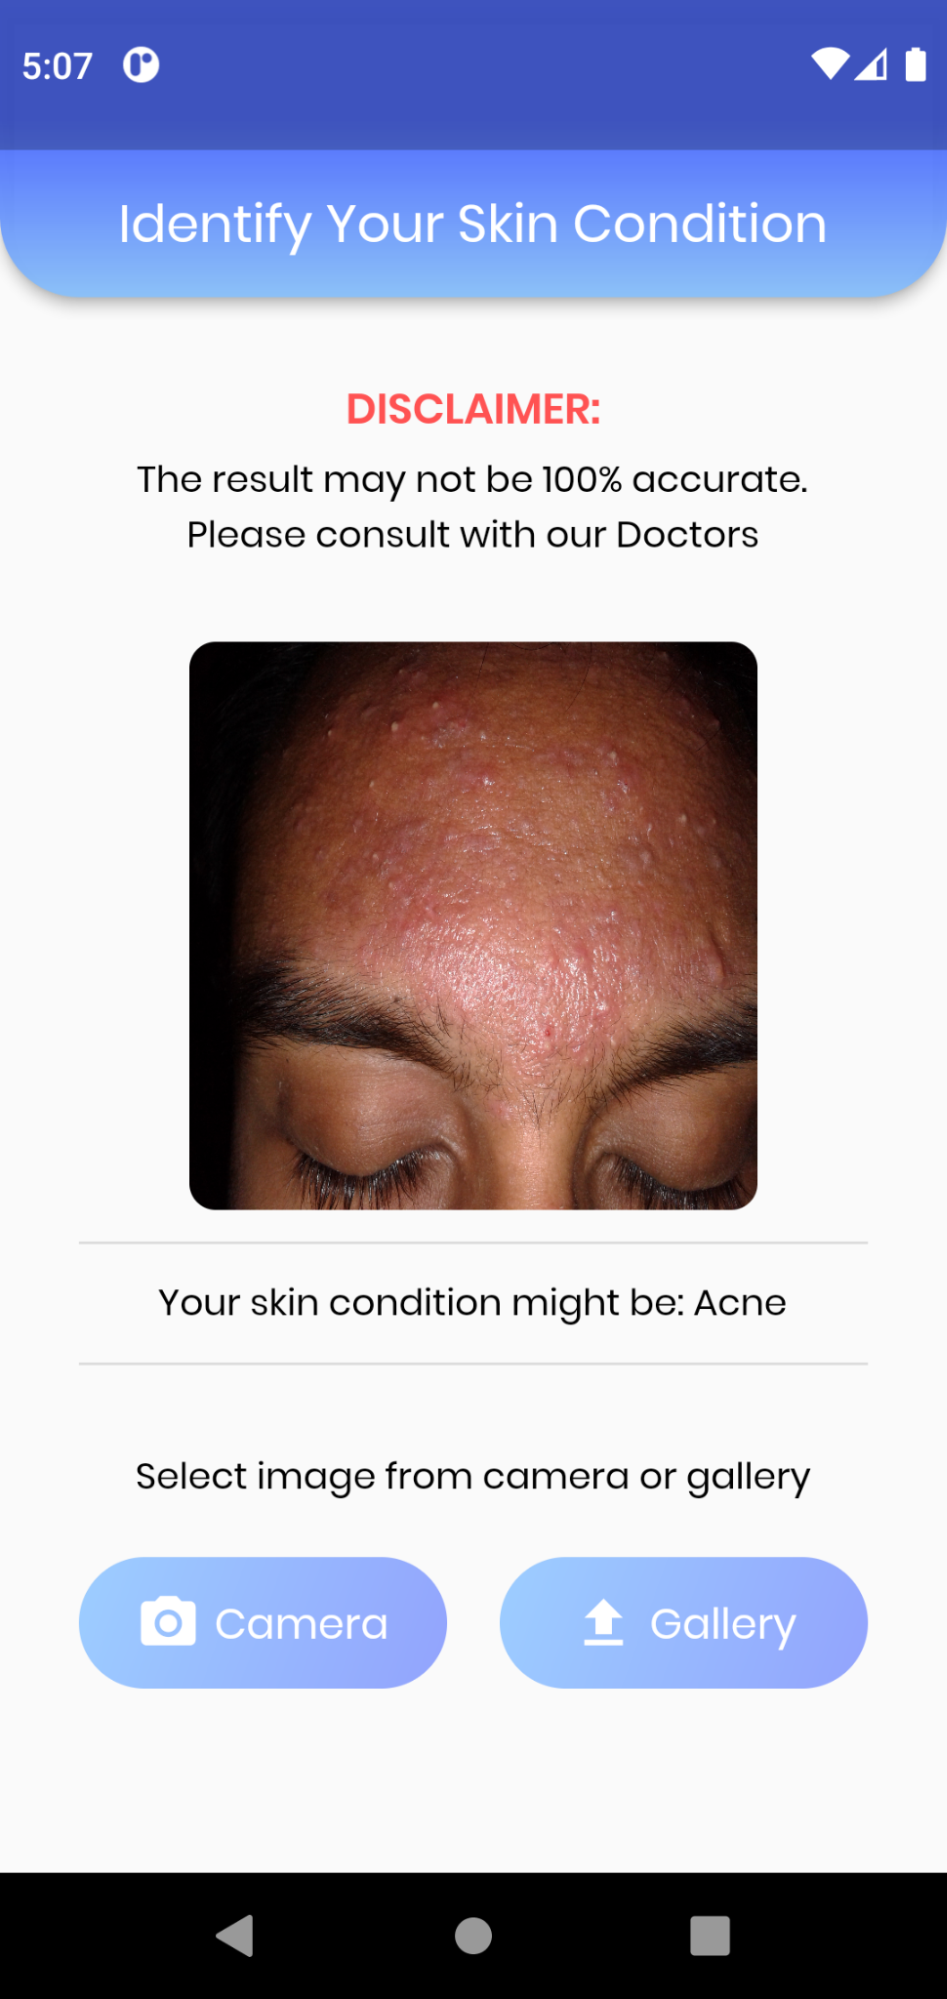 5:07
Identify Your Skin Condition
DISCLAIMER:
The result may not be 100% accurate.
Please consult with our Doctors
Your skin condition might be: Acne
Select image from camera or gallery
Camera
Gallery